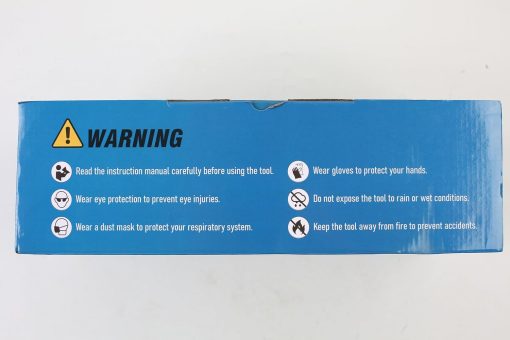 WARNING
Read the instruction manual carefully before using the tool.
Wear eye protection to prevent eye injuries.
Wear a dust mask to protect your respiratory system.
Wear gloves to protect your hands.
Do not expose the tool to rain or wet conditions.
Keep the tool away from fire to prevent accidents.